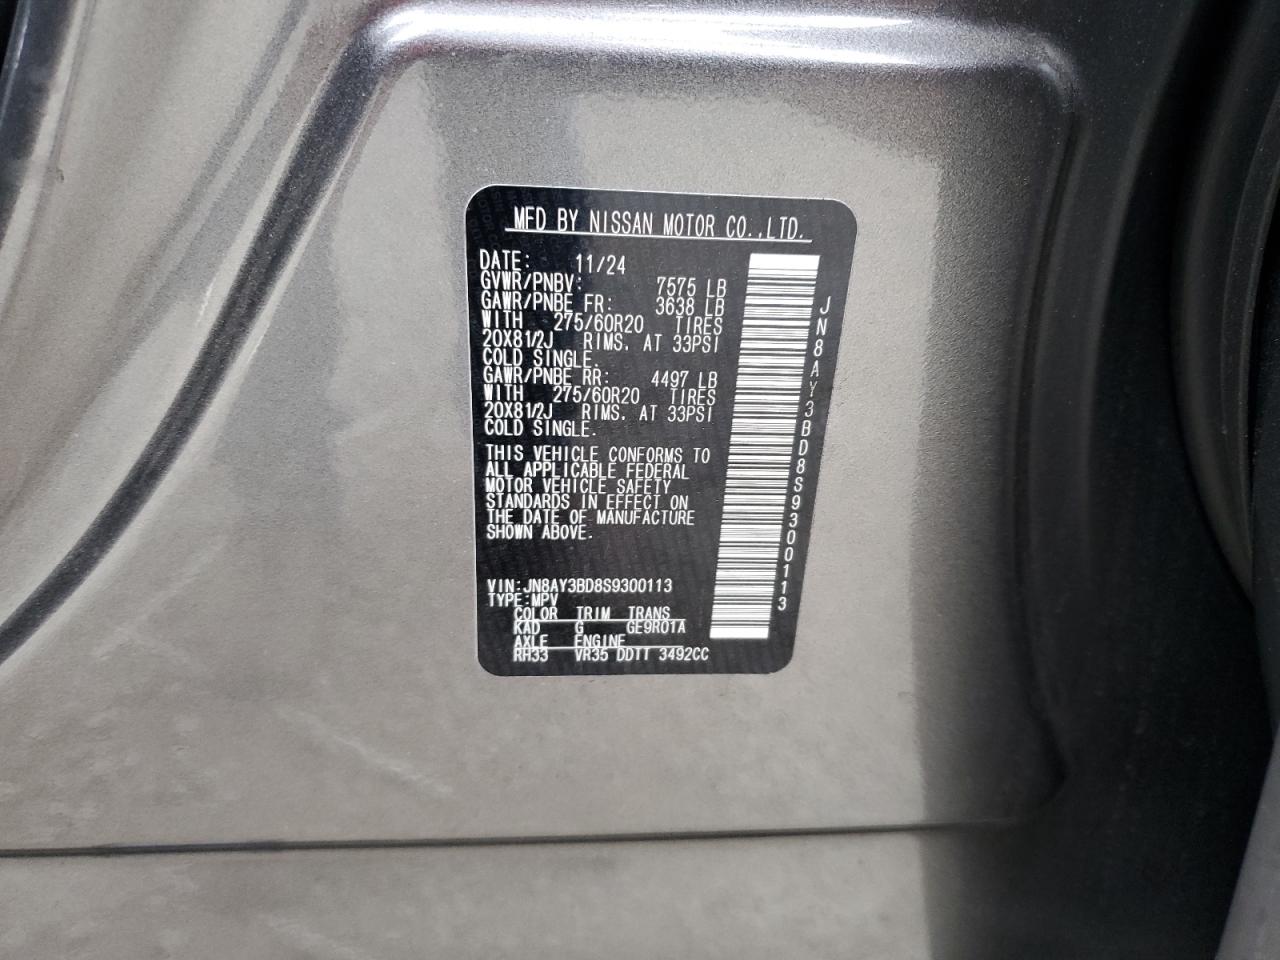 MFD BY NISSAN MOTOR CO.,LTD.
DATE: 11/24
GVWR/PNBV: 7575 LB
GAWR/PNBE FR: 3638 LB
WITH 275/60R20 TIRES
20X81/2J RIMS. AT 33PSI
COLD SINGLE.
GAWR/PNBE RR: 4497 LB
WITH 275/60R20 TIRES
20X81/2J RIMS. AT 33PSI
COLD SINGLE.
THIS VEHICLE CONFORMS TO
ALL APPLICABLE FEDERAL
MOTOR VEHICLE SAFETY
STANDARDS IN EFFECT ON
THE DATE OF MANUFACTURE
SHOWN ABOVE.
VIN:JN8AY3BD8S9300113
TYPE:MPV
COLOR TRIM TRANS
KAD G GE9R01A
AXLE ENGINE
RH33 VR35 DDTT 3492CC
JN8AY3BD8S9300113